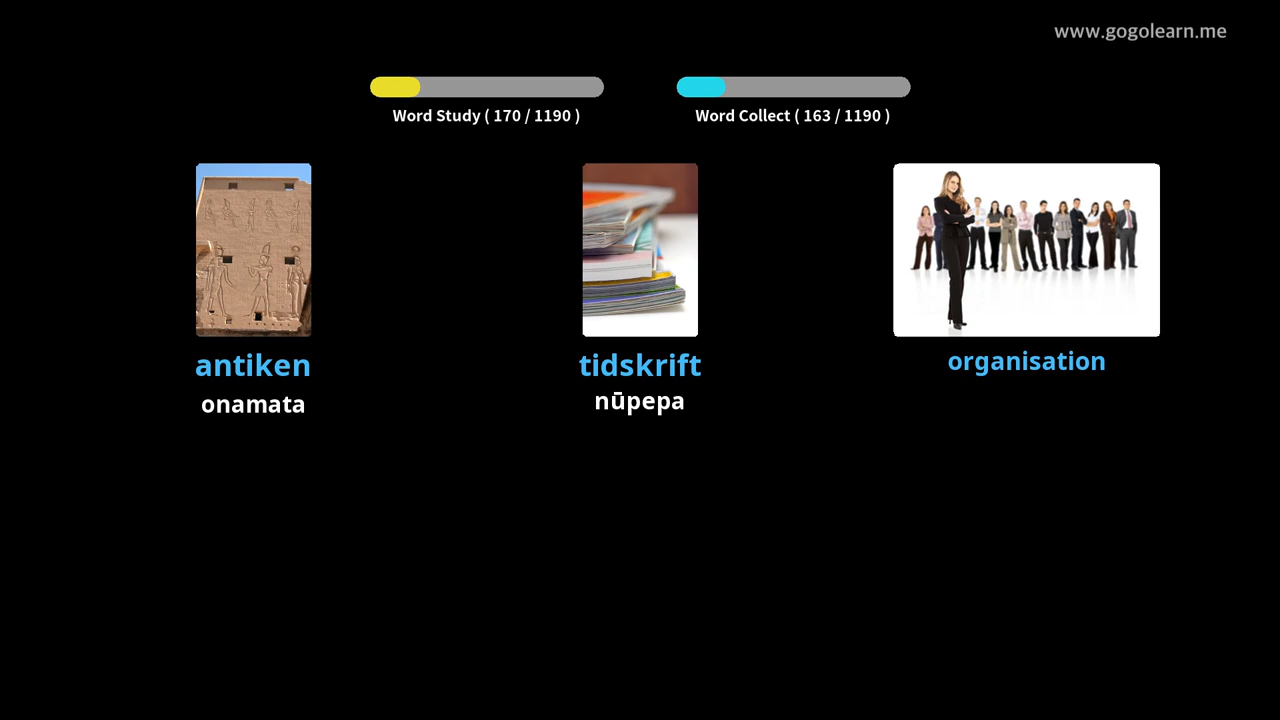 www.gogolearn.me
Word Study ( 170 / 1190 )
Word Collect ( 163 / 1190 )
antiken
onamata
tidskrift
nūpepa
organisation